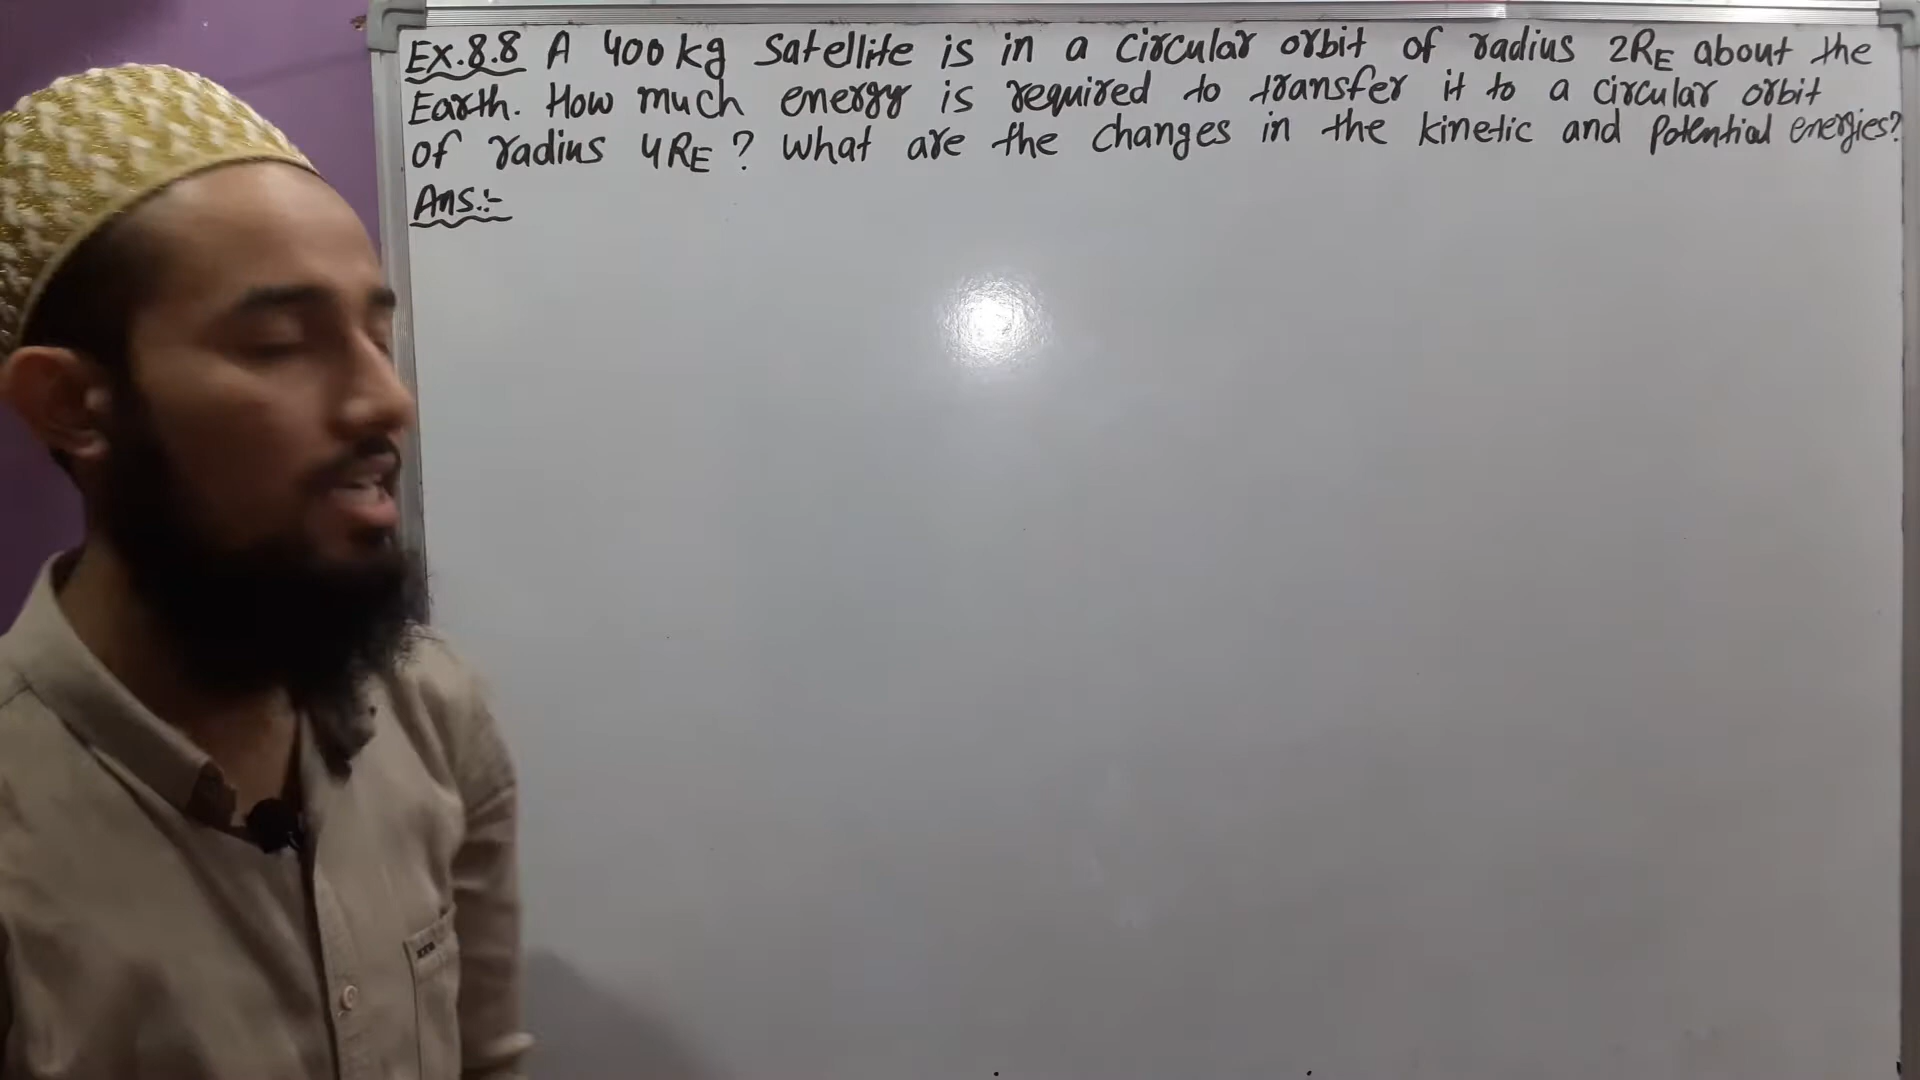 Ex.8.8 A 400 kg Satellite is in a circular orbit of radius 2RE about the
Earth. How much energy is required to transfer it to a circular orbit
of radius 4RE ? What are the changes in the kinetic and Potential energies?
Ans.:-